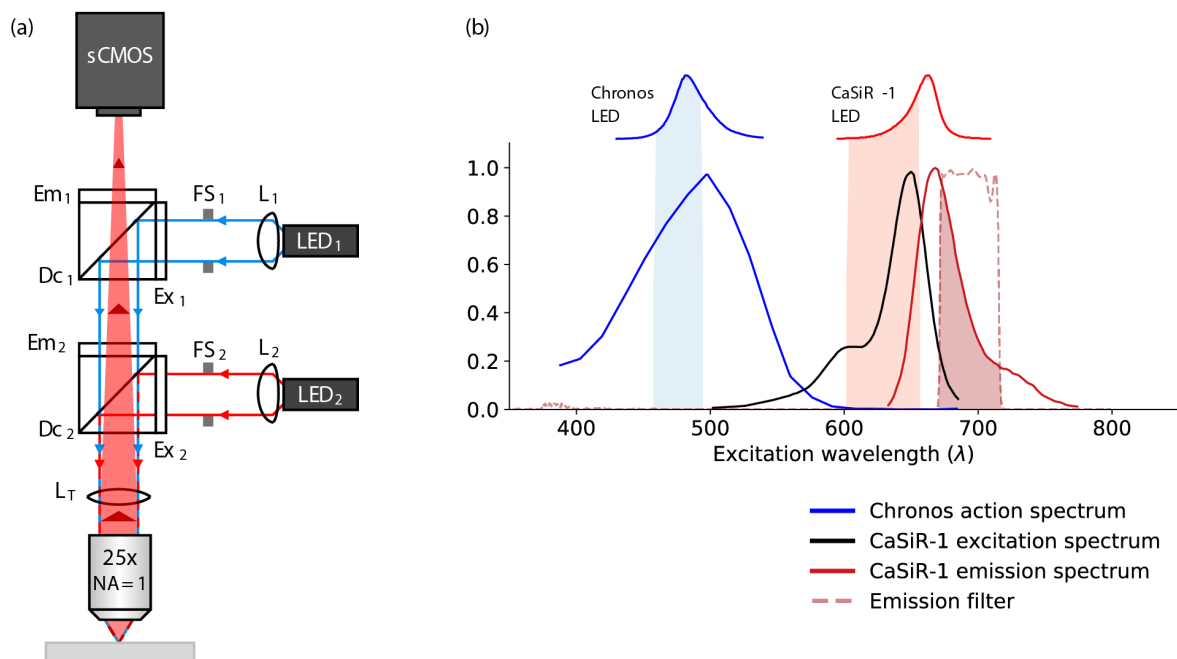 (a)
sCMOS
Em1
FS1
L1
LED1
Dc1
Ex1
Em2
FS2
L2
LED2
Dc2
Ex2
LT
25x
NA=1
(b)
Chronos
LED
CaSiR -1
LED
1.0
0.8
0.6
0.4
0.2
0.0
400 500 600 700 800
Excitation wavelength (λ)
Chronos action spectrum
CaSiR-1 excitation spectrum
CaSiR-1 emission spectrum
Emission filter